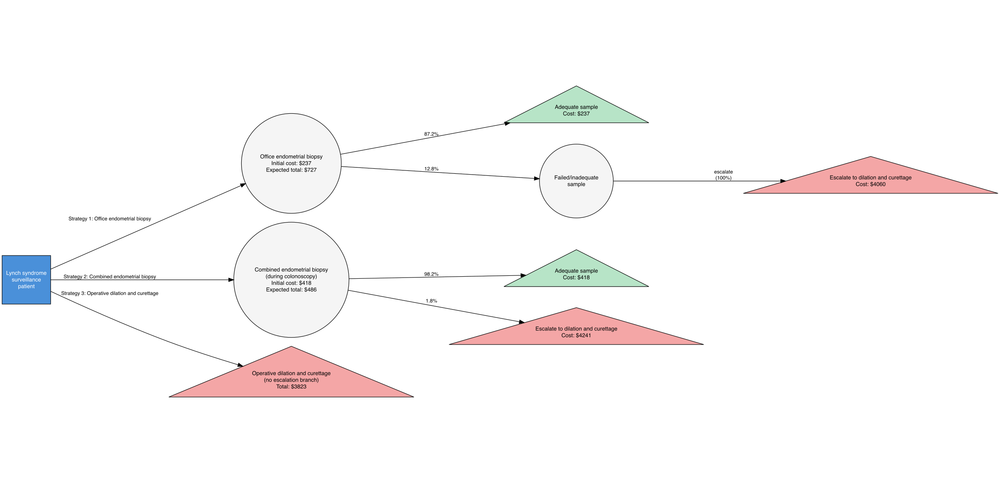 Adequate sample
Cost: $237
87.2%
Office endometrial biopsy
Initial cost: $237
Expected total: $727
12.8%
Failed/inadequate
sample
escalate
(100%)
Escalate to dilation and curettage
Cost: $4060
Strategy 1: Office endometrial biopsy
Lynch syndrome
surveillance
patient
Strategy 2: Combined endometrial biopsy
Combined endometrial biopsy
(during colonoscopy)
Initial cost: $418
Expected total: $486
98.2%
Adequate sample
Cost: $418
1.8%
Escalate to dilation and curettage
Cost: $4241
Strategy 3: Operative dilation and curettage
Operative dilation and curettage
(no escalation branch)
Total: $3823